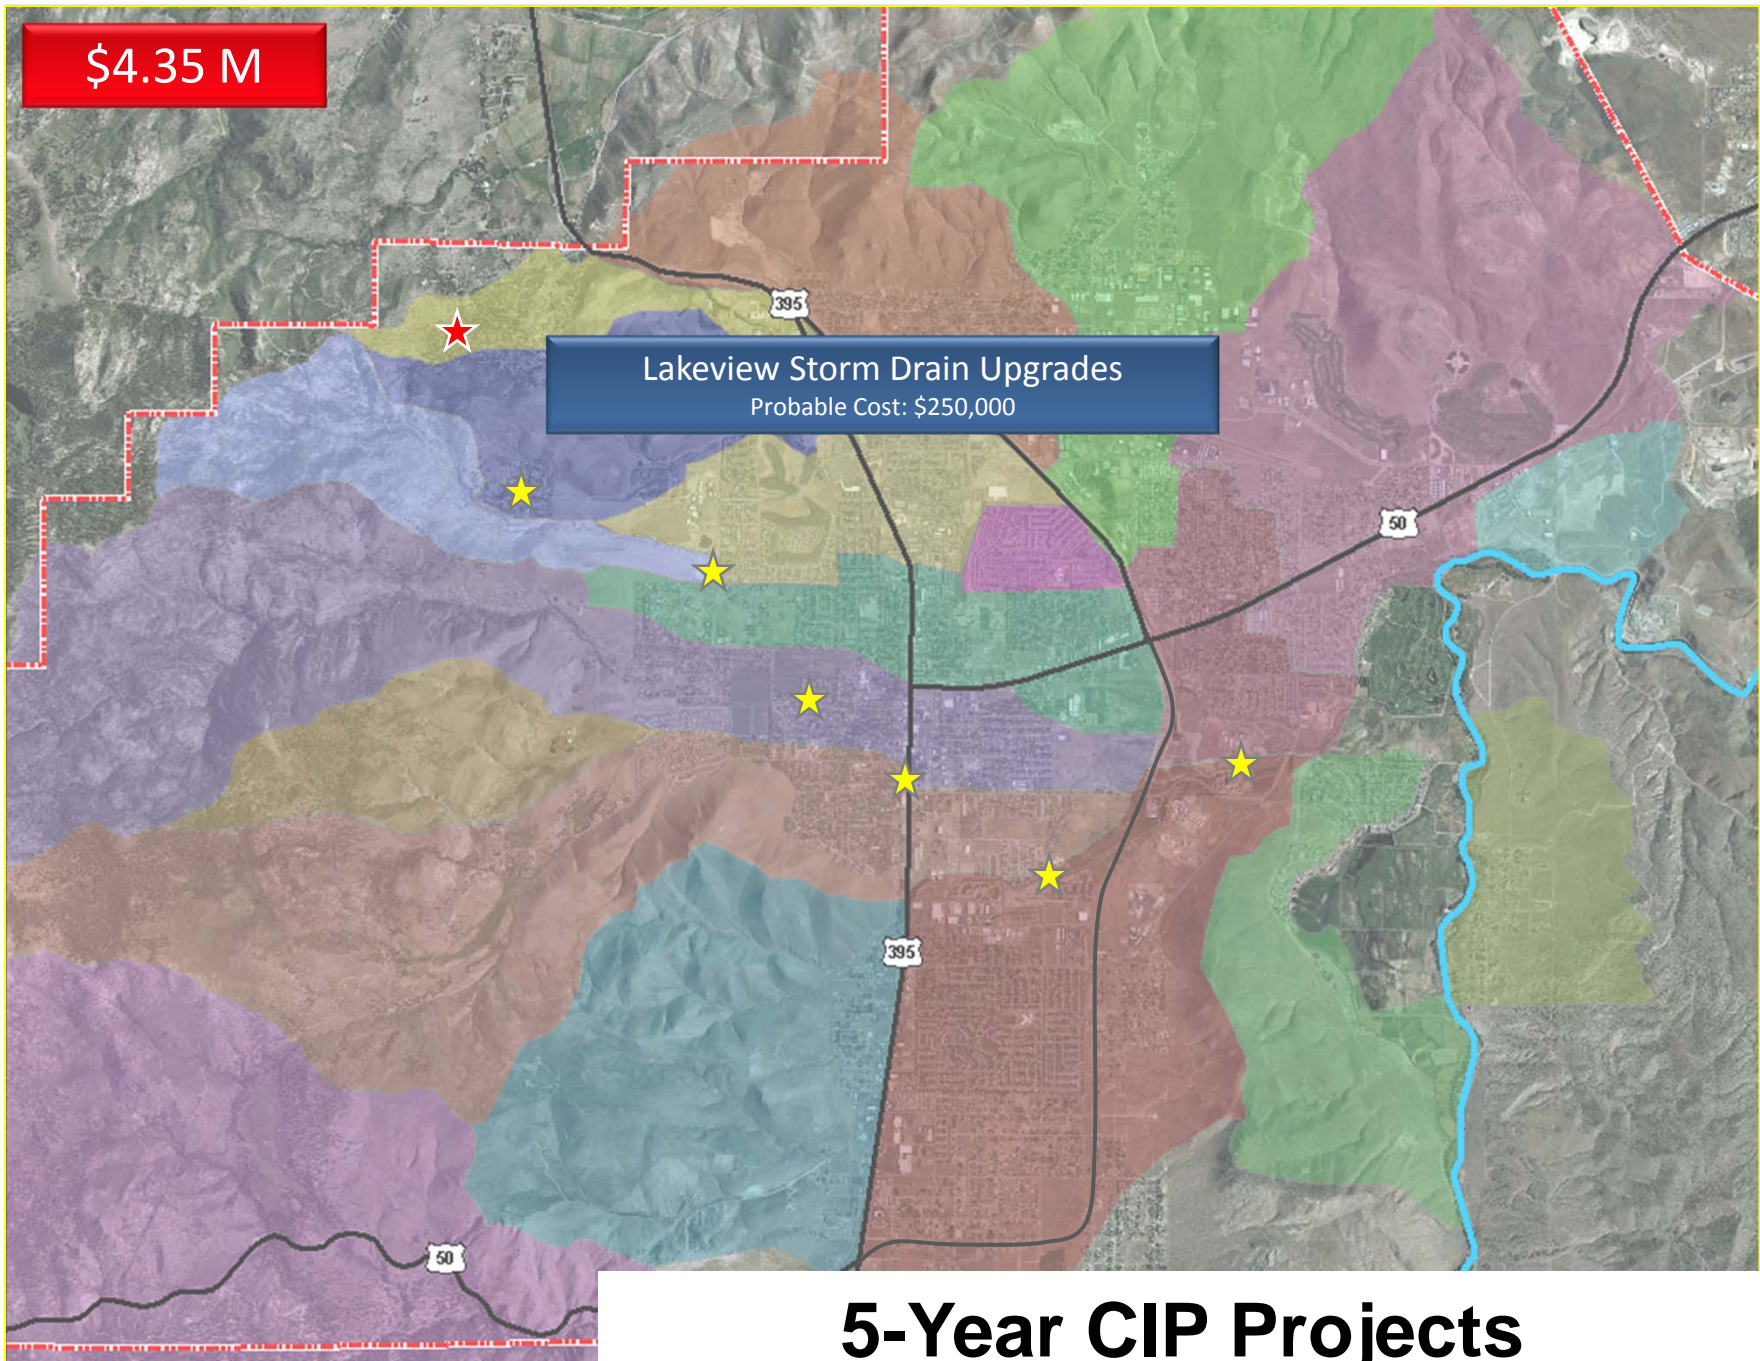 $4.35 M
395
Lakeview Storm Drain Upgrades
Probable Cost: $250,000
50
395
50
5-Year CIP Projects